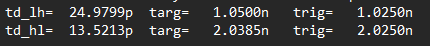 td_lh=  24.9799p  targ=  1.0500n  trig=  1.0250n
td_hl=  13.5213p  targ=  2.0385n  trig=  2.0250n